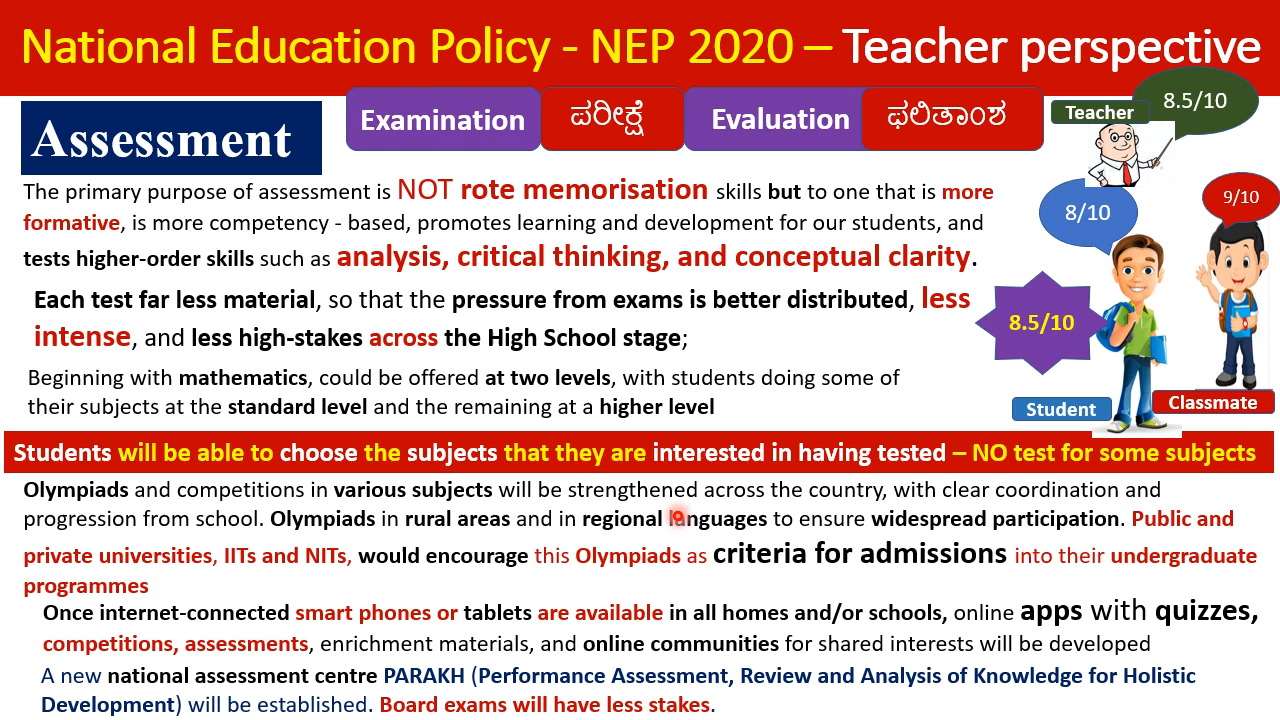 National Education Policy - NEP 2020 – Teacher perspective
Assessment
Examination
ಪರೀಕ್ಷೆ
Evaluation
ಫಲಿತಾಂಶ
Teacher
8.5/10
The primary purpose of assessment is NOT rote memorisation skills but to one that is more
formative, is more competency - based, promotes learning and development for our students, and
tests higher-order skills such as analysis, critical thinking, and conceptual clarity.
8/10
9/10
Each test far less material, so that the pressure from exams is better distributed, less
intense, and less high-stakes across the High School stage;
8.5/10
Beginning with mathematics, could be offered at two levels, with students doing some of
their subjects at the standard level and the remaining at a higher level
Student
Classmate
Students will be able to choose the subjects that they are interested in having tested – NO test for some subjects
Olympiads and competitions in various subjects will be strengthened across the country, with clear coordination and
progression from school. Olympiads in rural areas and in regional languages to ensure widespread participation. Public and
private universities, IITs and NITs, would encourage this Olympiads as criteria for admissions into their undergraduate
programmes
Once internet-connected smart phones or tablets are available in all homes and/or schools, online apps with quizzes,
competitions, assessments, enrichment materials, and online communities for shared interests will be developed
A new national assessment centre PARAKH (Performance Assessment, Review and Analysis of Knowledge for Holistic
Development) will be established. Board exams will have less stakes.